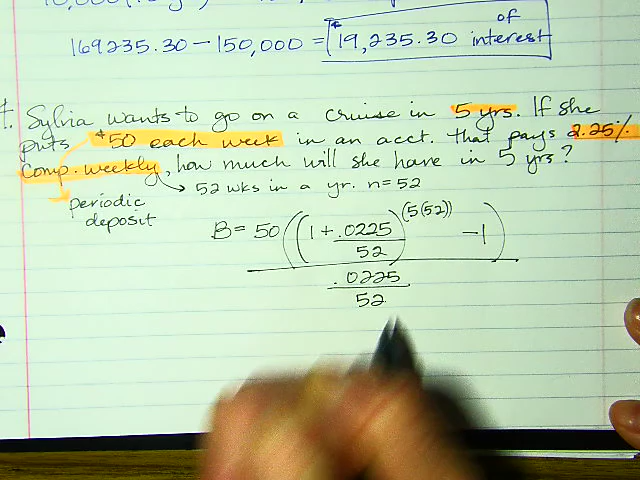 169235.30 - 150,000 = $19,235.30 of interest
4. Sylvia wants to go on a cruise in 5 yrs. If she
puts $50 each week in an acct. that pays 2.25%
comp. weekly, how much will she have in 5 yrs?
52 wks in a yr. n=52
periodic
deposit
B = 50((1 + .0225/52)^(5(52)) - 1)
.0225
52